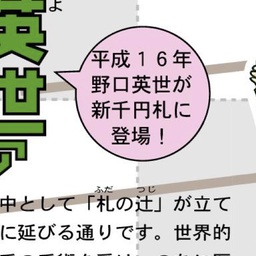 よ
英世
平成１６年
野口英世が
新千円札に
登場！
中として「札の辻」が立て
に延びる通りです。世界的